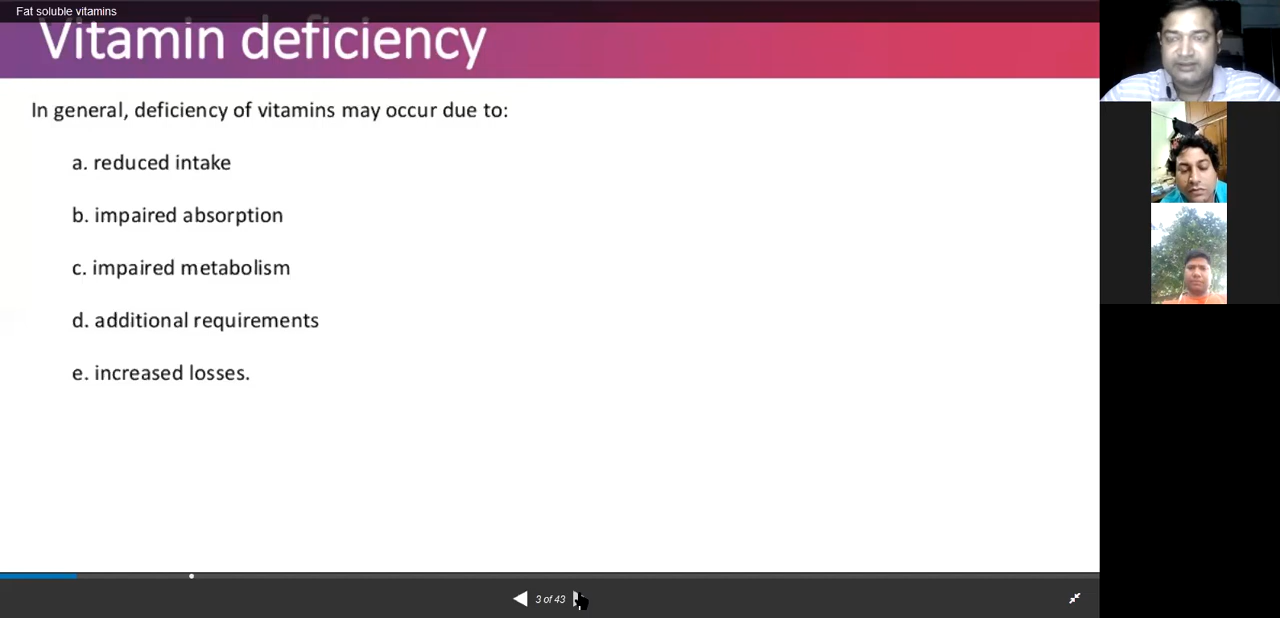 Fat soluble vitamins
Vitamin deficiency
In general, deficiency of vitamins may occur due to:
a. reduced intake
b. impaired absorption
c. impaired metabolism
d. additional requirements
e. increased losses.
3 of 43